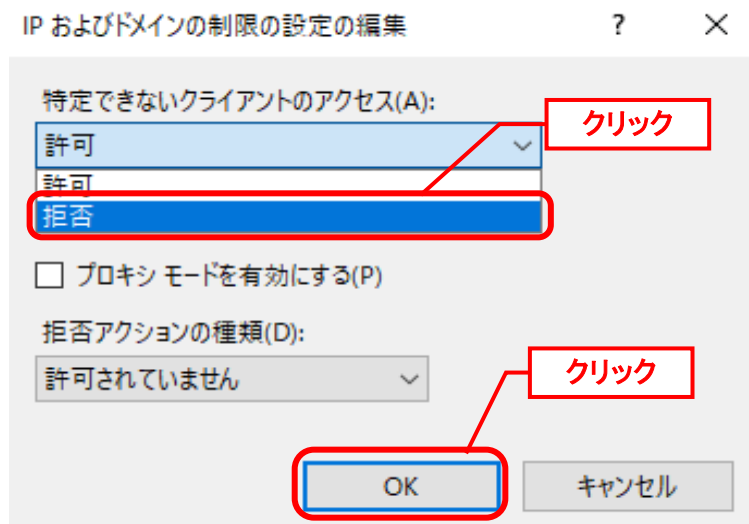 IP およびドメインの制限の設定の編集 ? ×
特定できないクライアントのアクセス(A):
クリック
許可
許可
拒否
プロキシ モードを有効にする(P)
拒否アクションの種類(D):
クリック
許可されていません
OK キャンセル